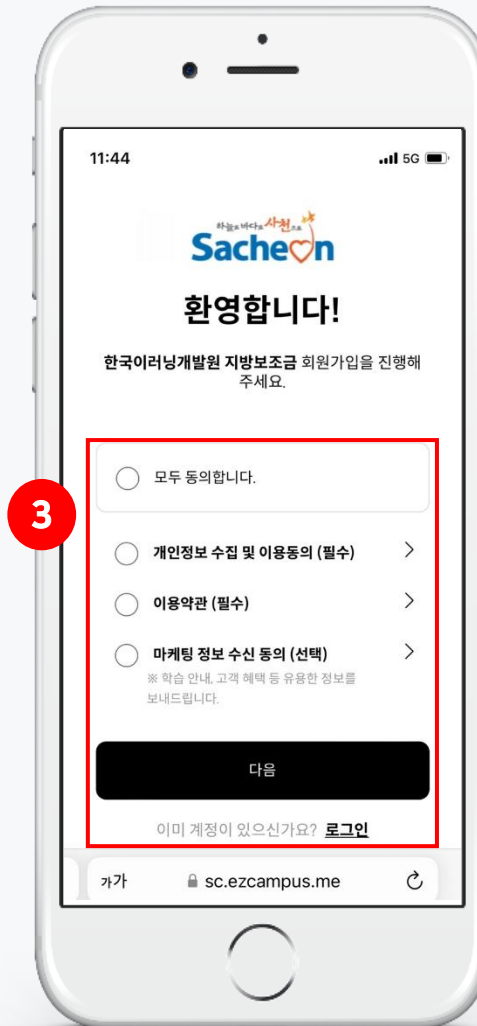 11:44
5G
하늘로 바다로 사천으로
Sacheon
환영합니다!
한국이러닝개발원 지방보조금 회원가입을 진행해
주세요.
모두 동의합니다.
3
개인정보 수집 및 이용동의 (필수)
이용약관 (필수)
마케팅 정보 수신 동의 (선택)
※ 학습 안내, 고객 혜택 등 유용한 정보를
보내드립니다.
다음
이미 계정이 있으신가요? 로그인
가가 sc.ezcampus.me